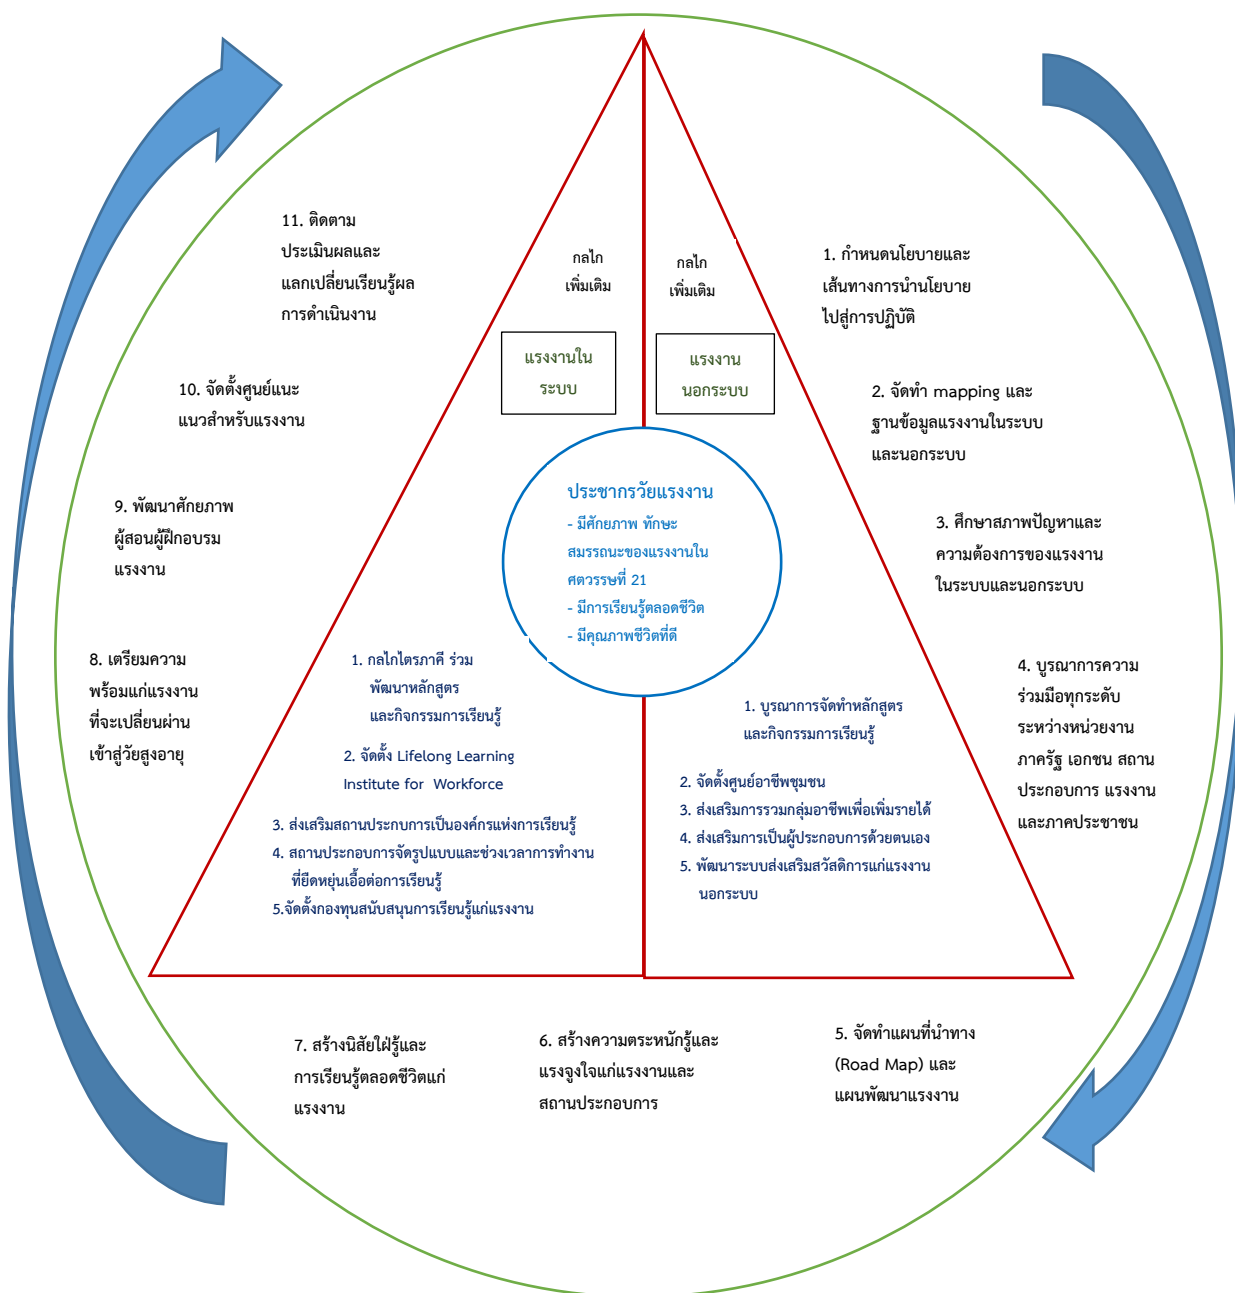 11. ติดตาม
ประเมินผลและ
แลกเปลี่ยนเรียนรู้ผล
การดำเนินงาน
กลไก
เพิ่มเติม
กลไก
เพิ่มเติม
1. กำหนดนโยบายและ
เส้นทางการนำนโยบาย
ไปสู่การปฏิบัติ
แรงงานใน
ระบบ
แรงงาน
นอกระบบ
10. จัดตั้งศูนย์แนะ
แนวสำหรับแรงงาน
2. จัดทำ mapping และ
ฐานข้อมูลแรงงานในระบบ
และนอกระบบ
ประชากรวัยแรงงาน
- มีศักยภาพ ทักษะ
สมรรถนะของแรงงานใน
ศตวรรษที่ 21
- มีการเรียนรู้ตลอดชีวิต
- มีคุณภาพชีวิตที่ดี
9. พัฒนาศักยภาพ
ผู้สอนผู้ฝึกอบรม
แรงงาน
3. ศึกษาสภาพปัญหาและ
ความต้องการของแรงงาน
ในระบบและนอกระบบ
8. เตรียมความ
พร้อมแก่แรงงาน
ที่จะเปลี่ยนผ่าน
เข้าสู่วัยสูงอายุ
1. กลไกไตรภาคี ร่วม
พัฒนาหลักสูตร
และกิจกรรมการเรียนรู้
2. จัดตั้ง Lifelong Learning
Institute for Workforce
3. ส่งเสริมสถานประกบการเป็นองค์กรแห่งการเรียนรู้
4. สถานประกอบการจัดรูปแบบและช่วงเวลาการทำงาน
ที่ยืดหยุ่นเอื้อต่อการเรียนรู้
5.จัดตั้งกองทุนสนับสนุนการเรียนรู้แก่แรงงาน
1. บูรณาการจัดทำหลักสูตร
และกิจกรรมการเรียนรู้
2. จัดตั้งศูนย์อาชีพชุมชน
3. ส่งเสริมการรวมกลุ่มอาชีพเพื่อเพิ่มรายได้
4. ส่งเสริมการเป็นผู้ประกอบการด้วยตนเอง
5. พัฒนาระบบส่งเสริมสวัสดิการแก่แรงงาน
นอกระบบ
4. บูรณาการความ
ร่วมมือทุกระดับ
ระหว่างหน่วยงาน
ภาครัฐ เอกชน สถาน
ประกอบการ แรงงาน
และภาคประชาชน
7. สร้างนิสัยใฝ่รู้และ
การเรียนรู้ตลอดชีวิตแก่
แรงงาน
6. สร้างความตระหนักรู้และ
แรงจูงใจแก่แรงงานและ
สถานประกอบการ
5. จัดทำแผนที่นำทาง
(Road Map) และ
แผนพัฒนาแรงงาน